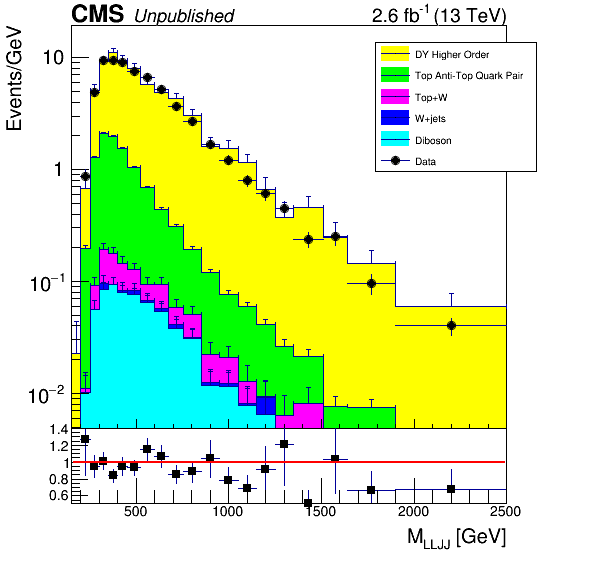 CMS Unpublished 2.6 fb⁻¹ (13 TeV)
Events/GeV
10
1
10⁻¹
10⁻²
DY Higher Order
Top Anti-Top Quark Pair
Top+W
W+jets
Diboson
Data
1.4
1.2
1
0.8
0.6
500 1000 1500 2000 2500
M_LLJJ [GeV]